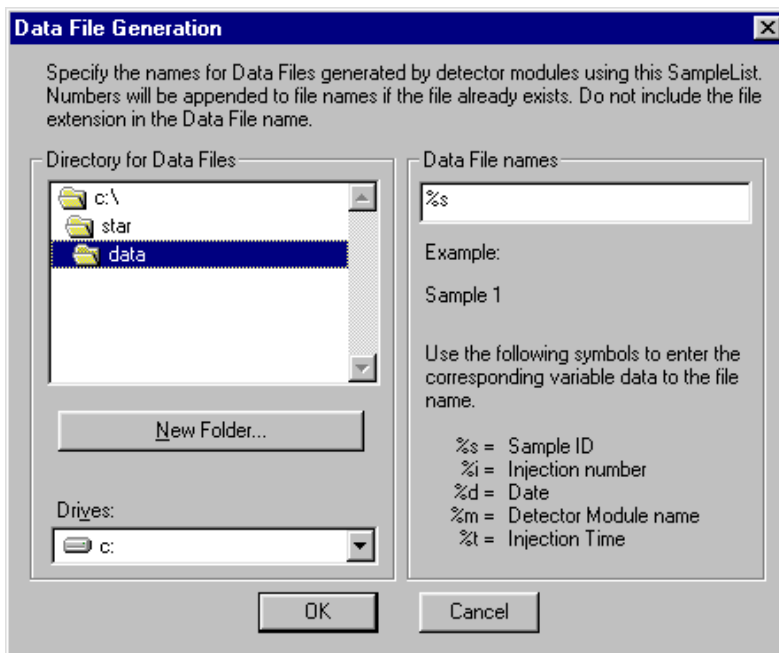 Data File Generation
Specify the names for Data Files generated by detector modules using this SampleList.
Numbers will be appended to file names if the file already exists. Do not include the file
extension in the Data File name.
Directory for Data Files
c:\
star
data
New Folder...
Drives:
c:
Data File names
%s
Example:
Sample 1
Use the following symbols to enter the
corresponding variable data to the file
name.
%s = Sample ID
%i = Injection number
%d = Date
%m = Detector Module name
%t = Injection Time
OK
Cancel